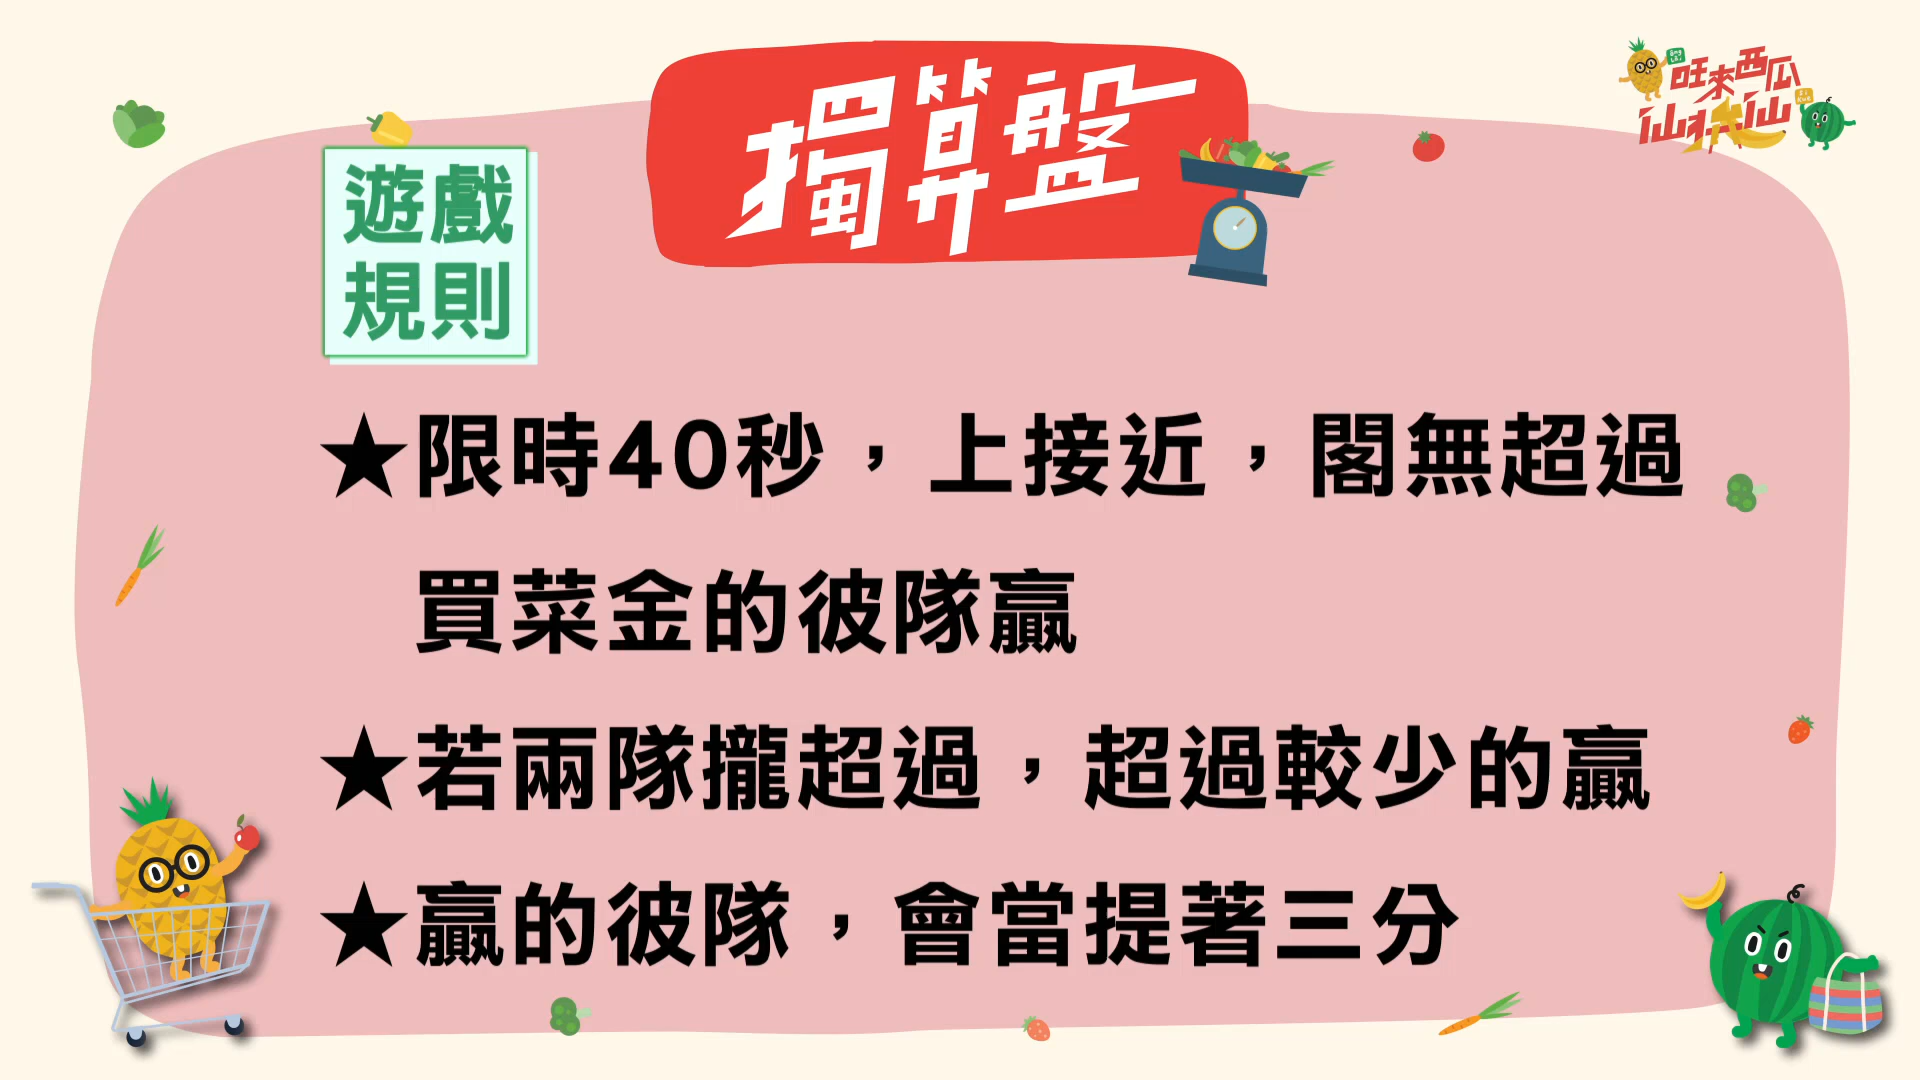 擉算盤
旺來西瓜
仙拚仙
遊戲
規則
★限時40秒，上接近，閣無超過
買菜金的彼隊贏
★若兩隊攏超過，超過較少的贏
★贏的彼隊，會當提著三分